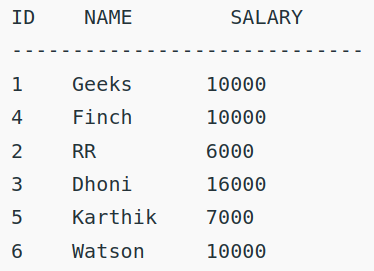 ID NAME SALARY
-----------------------------
1 Geeks 10000
4 Finch 10000
2 RR 6000
3 Dhoni 16000
5 Karthik 7000
6 Watson 10000